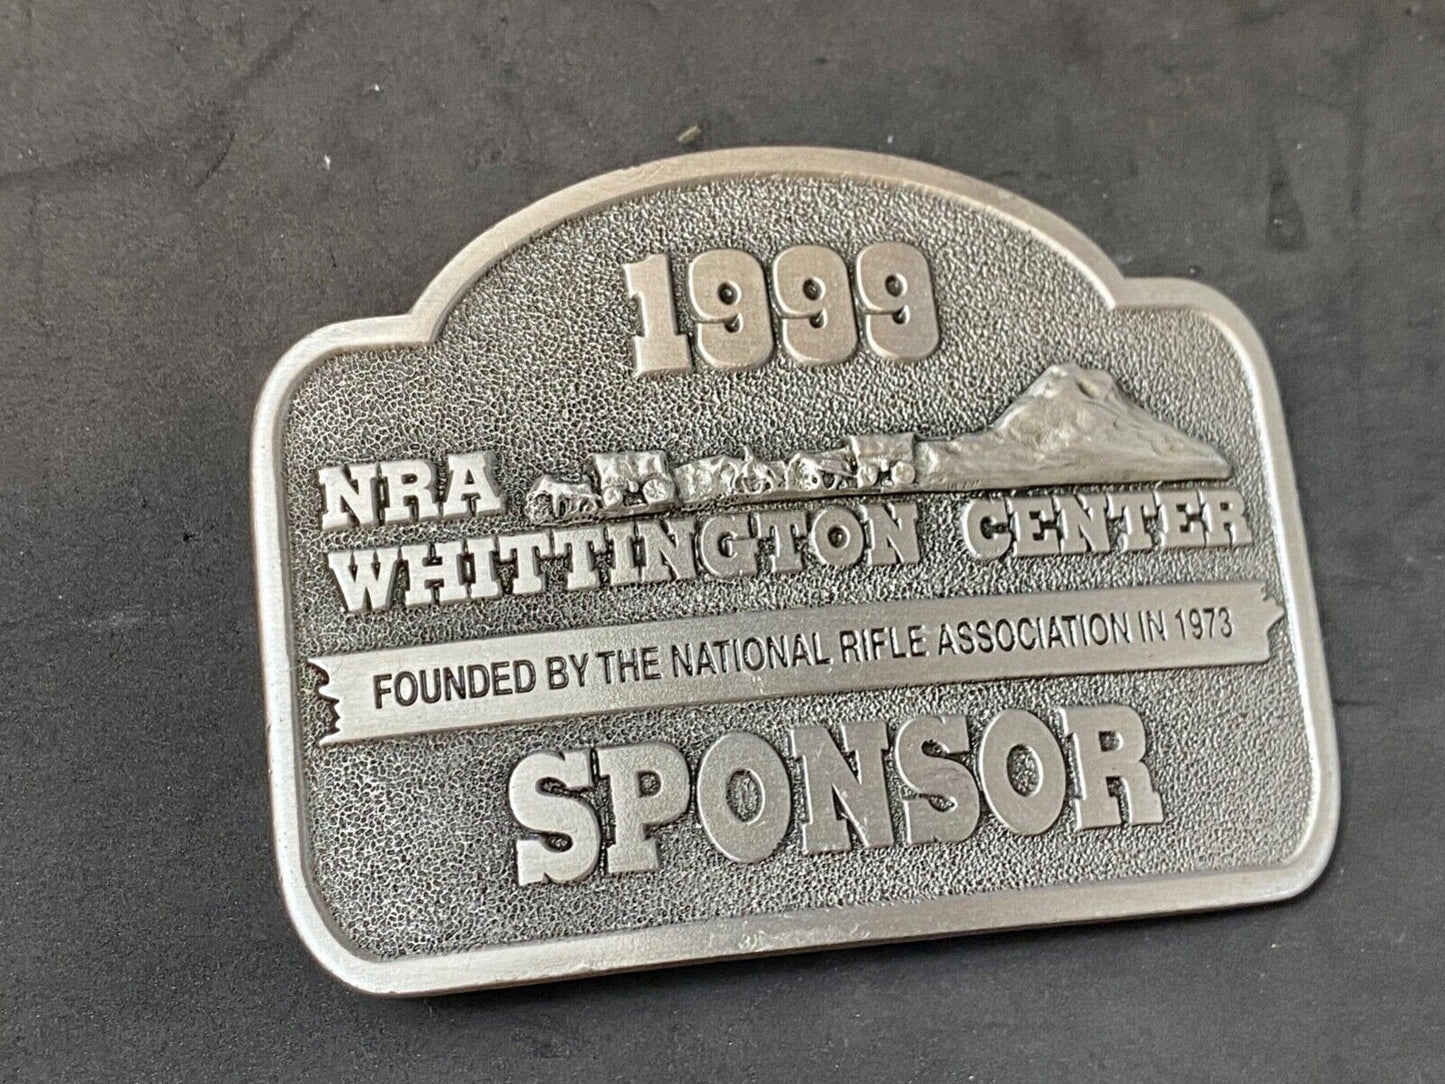 1999
NRA
WHITTINGTON CENTER
FOUNDED BY THE NATIONAL RIFLE ASSOCIATION IN 1973
SPONSOR